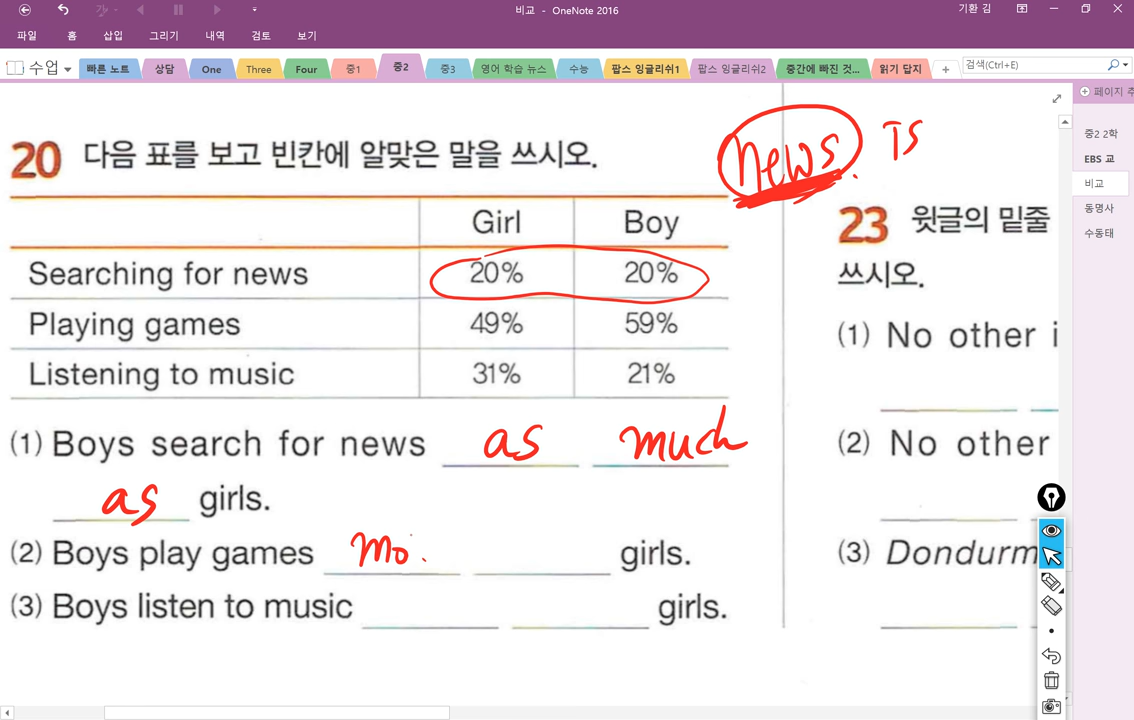 비교 - OneNote 2016
기환 김
파일 홈 삽입 그리기 내역 검토 보기
수업 빠른 노트 상담 One Three Four 중1 중2 중3 영어 학습 뉴스 수능 팝스 잉글리쉬1 팝스 잉글리쉬2 중간에 빠진 것... 읽기 답지 + 검색(Ctrl+E)
페이지 추
중2 2학
EBS 교
비교
동명사
수동태
20 다음 표를 보고 빈칸에 알맞은 말을 쓰시오.
news. Is
Girl Boy
Searching for news 20% 20%
Playing games 49% 59%
Listening to music 31% 21%
(1) Boys search for news as much
as girls.
(2) Boys play games mo. girls.
(3) Boys listen to music girls.
23 윗글의 밑줄
쓰시오.
(1) No other i
(2) No other
(3) Dondurm